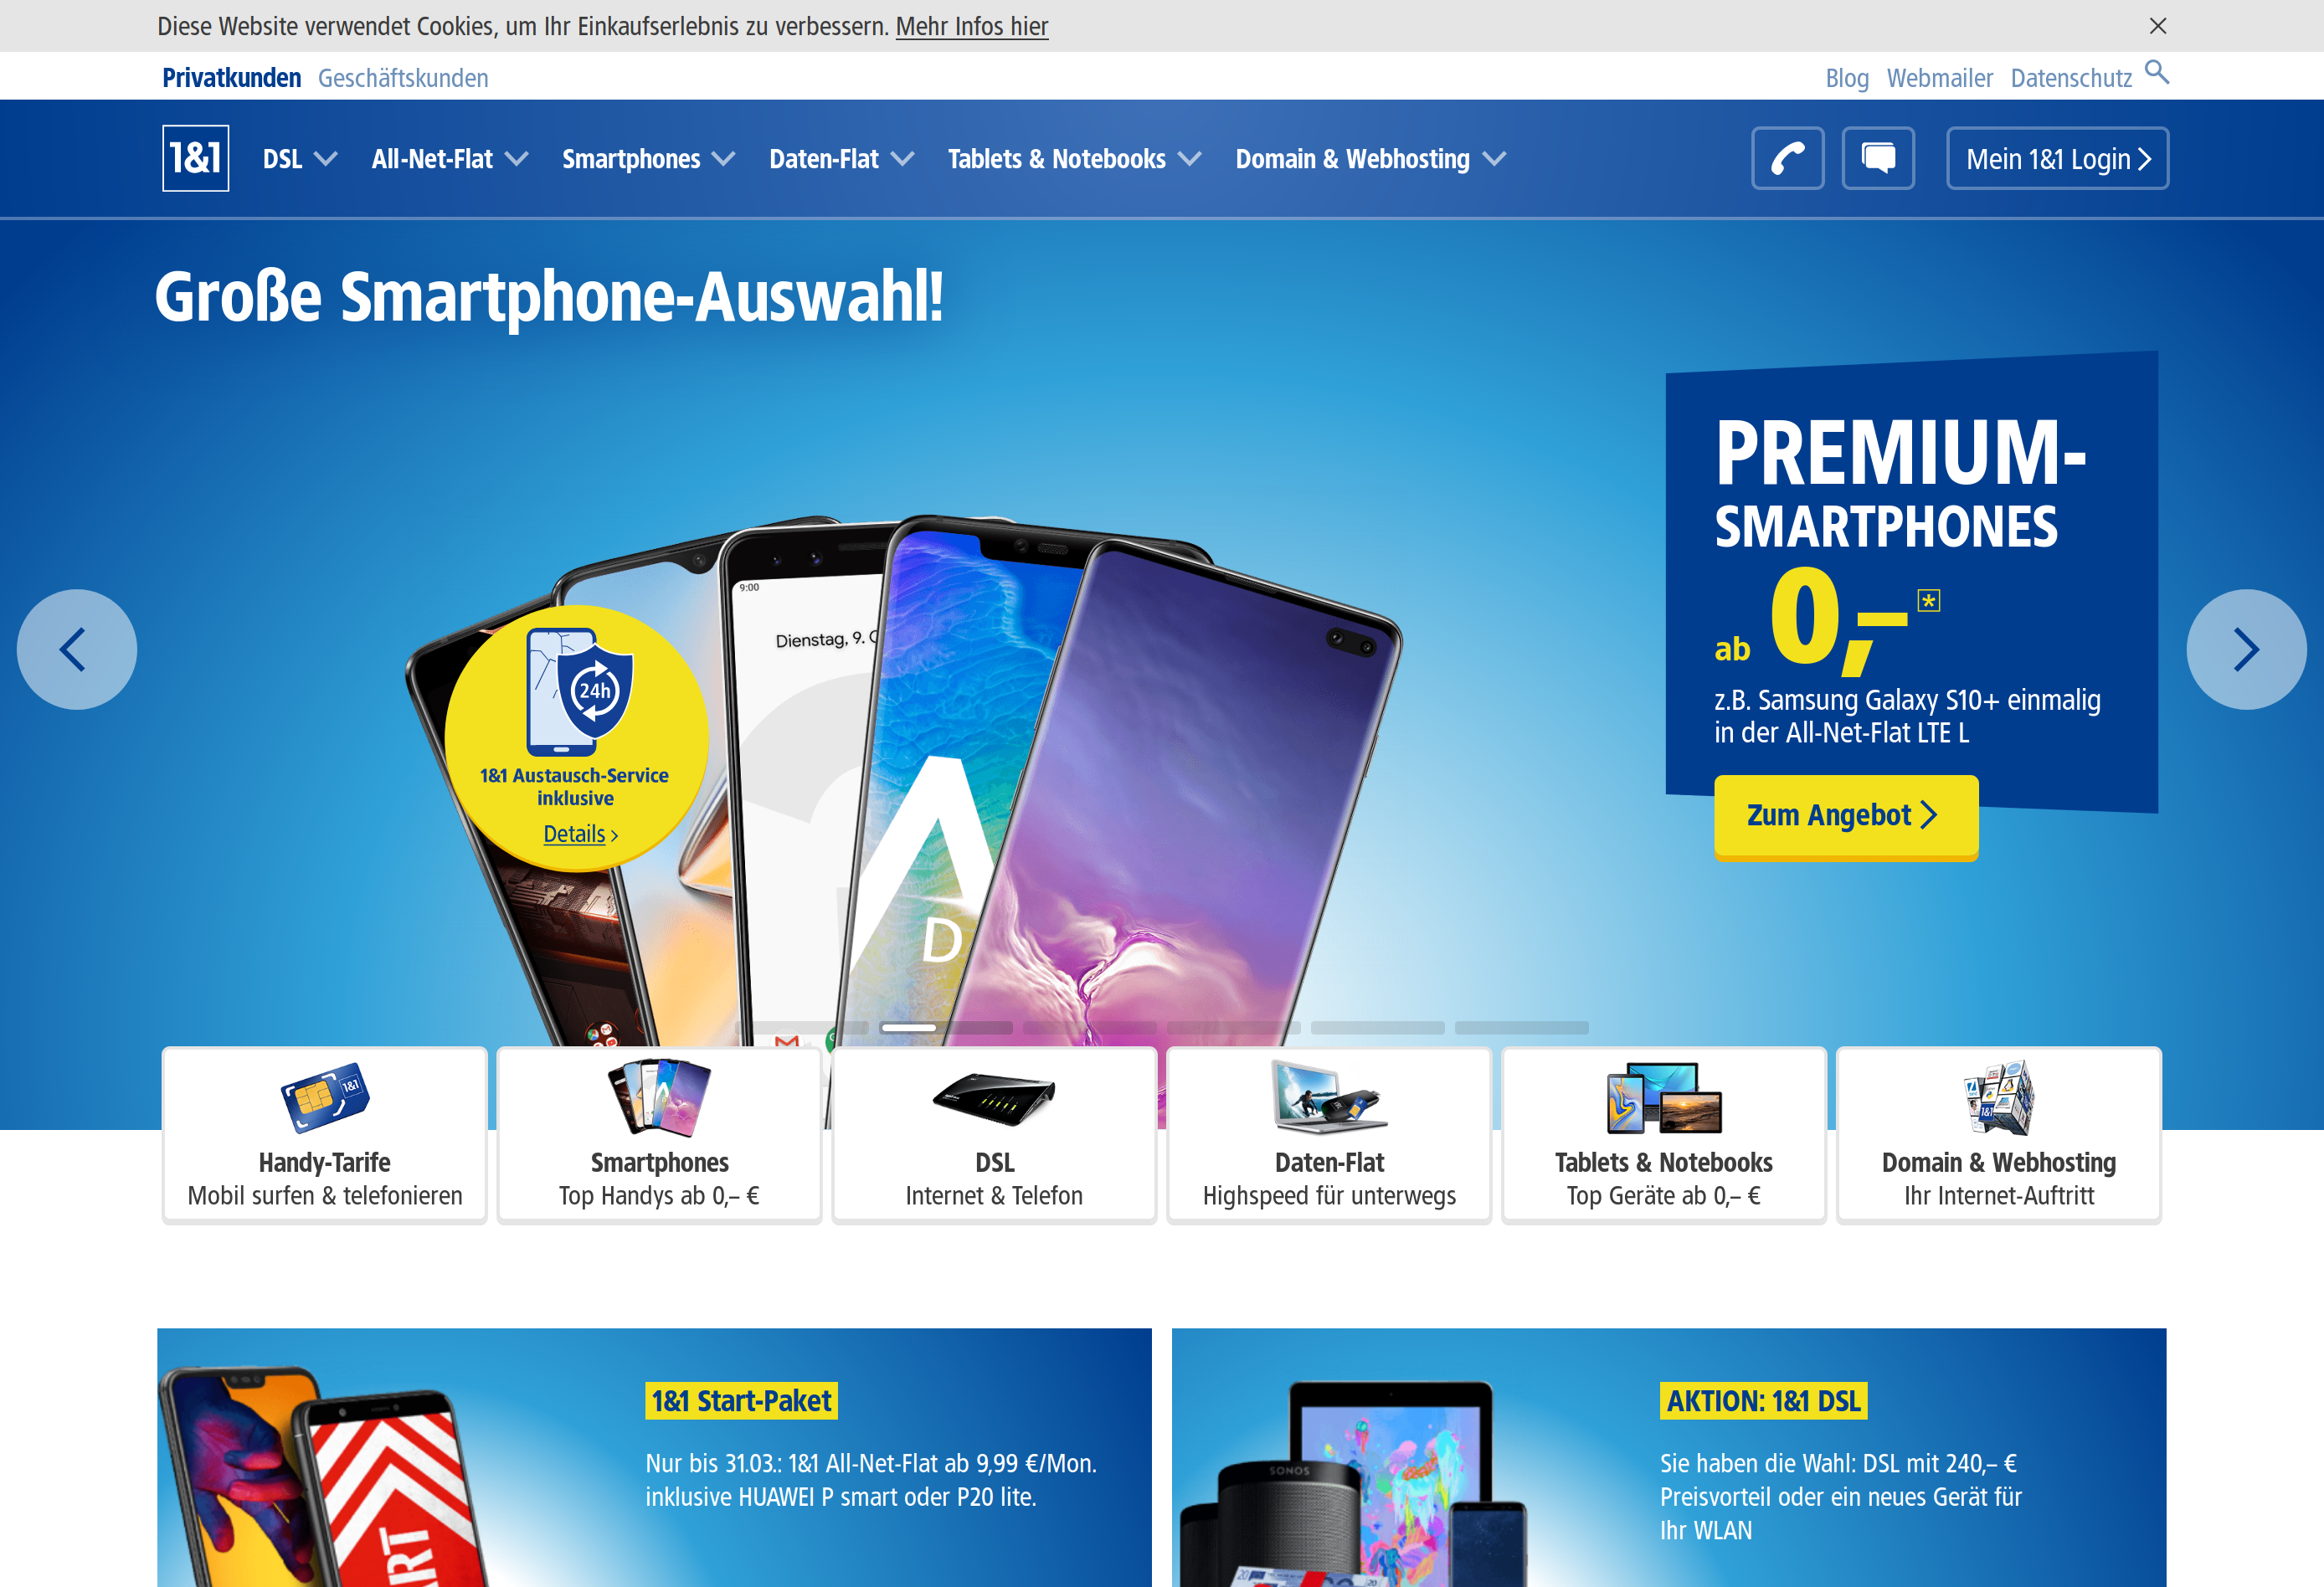 Diese Website verwendet Cookies, um Ihr Einkaufserlebnis zu verbessern. Mehr Infos hier
Privatkunden Geschäftskunden
Blog Webmailer Datenschutz
1&1
DSL All-Net-Flat Smartphones Daten-Flat Tablets & Notebooks Domain & Webhosting
Mein 1&1 Login
Große Smartphone-Auswahl!
PREMIUM-
SMARTPHONES
ab 0,–*
z.B. Samsung Galaxy S10+ einmalig
in der All-Net-Flat LTE L
Zum Angebot
9:00
Dienstag, 9.
24h
1&1 Austausch-Service
inklusive
Details
D
Handy-Tarife
Mobil surfen & telefonieren
Smartphones
Top Handys ab 0,– €
DSL
Internet & Telefon
Daten-Flat
Highspeed für unterwegs
Tablets & Notebooks
Top Geräte ab 0,– €
Domain & Webhosting
Ihr Internet-Auftritt
1&1 Start-Paket
Nur bis 31.03.: 1&1 All-Net-Flat ab 9,99 €/Mon.
inklusive HUAWEI P smart oder P20 lite.
AKTION: 1&1 DSL
Sie haben die Wahl: DSL mit 240,– €
Preisvorteil oder ein neues Gerät für
Ihr WLAN
SONOS